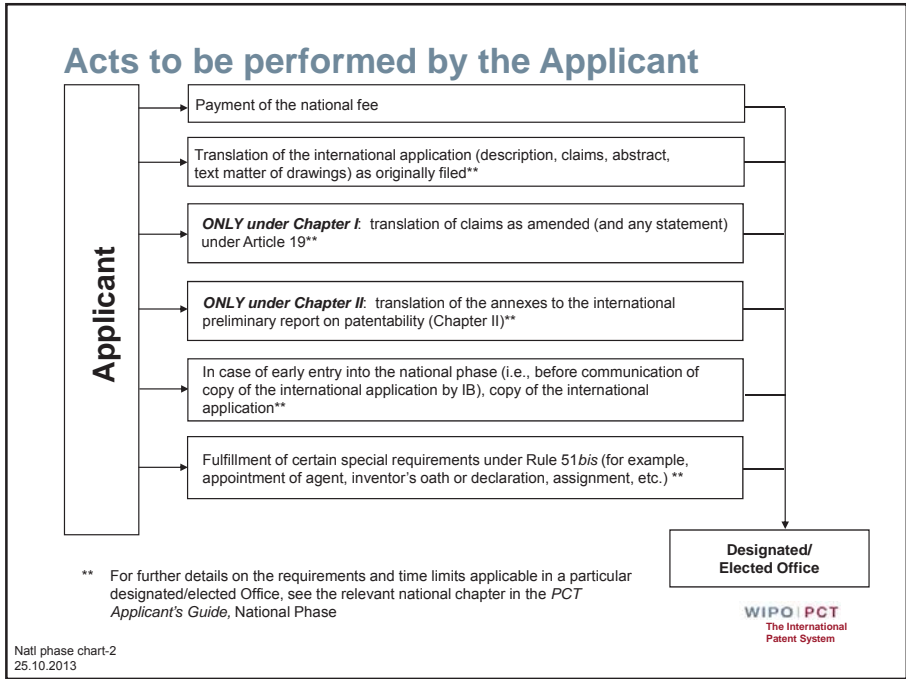 Acts to be performed by the Applicant
Applicant
Payment of the national fee
Translation of the international application (description, claims, abstract,
text matter of drawings) as originally filed**
ONLY under Chapter I:  translation of claims as amended (and any statement)
under Article 19**
ONLY under Chapter II:  translation of the annexes to the international
preliminary report on patentability (Chapter II)**
In case of early entry into the national phase (i.e., before communication of
copy of the international application by IB), copy of the international
application**
Fulfillment of certain special requirements under Rule 51bis (for example,
appointment of agent, inventor's oath or declaration, assignment, etc.) **
Designated/
Elected Office
** For further details on the requirements and time limits applicable in a particular
designated/elected Office, see the relevant national chapter in the PCT
Applicant's Guide, National Phase
WIPO|PCT
The International
Patent System
Natl phase chart-2
25.10.2013